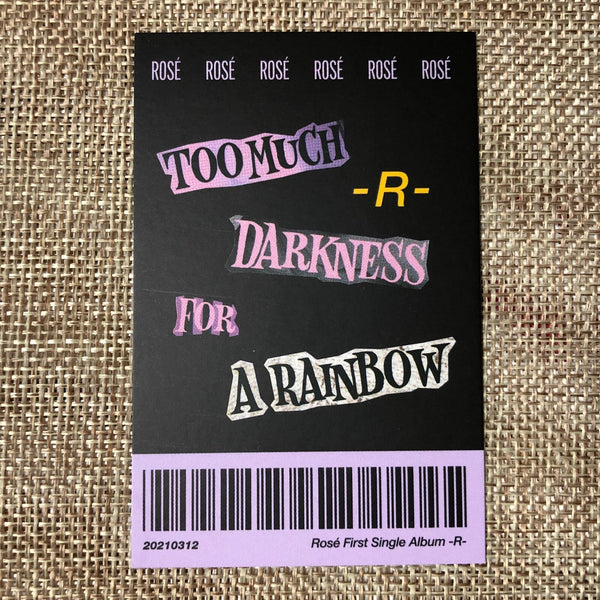 ROSÉ ROSÉ ROSÉ ROSÉ ROSÉ ROSÉ
TOO MUCH
-R-
DARKNESS
FOR
A RAINBOW
20210312 Rosé First Single Album -R-